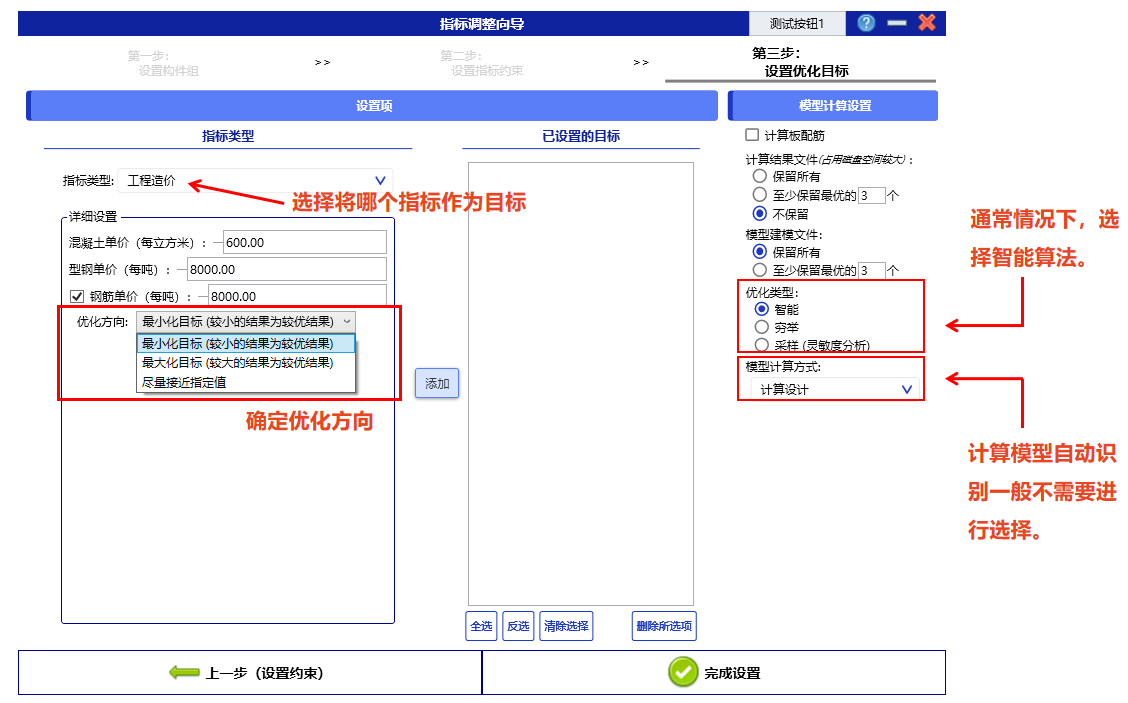 指标调整向导
测试按钮1
第一步：
设置构件组
>>
第二步：
设置指标约束
>>
第三步：
设置优化目标
设置项
模型计算设置
指标类型
已设置的目标
指标类型:
工程造价
选择将哪个指标作为目标
详细设置
混凝土单价（每立方米）：
600.00
型钢单价（每吨）：
8000.00
钢筋单价（每吨）：
8000.00
优化方向:
最小化目标 (较小的结果为较优结果)
最小化目标 (较小的结果为较优结果)
最大化目标 (较大的结果为较优结果)
尽量接近指定值
确定优化方向
添加
全选
反选
清除选择
删除所选项
计算板配筋
计算结果文件(占用磁盘空间较大)：
保留所有
至少保留最优的 3 个
不保留
模型建模文件:
保留所有
至少保留最优的 3 个
优化类型:
智能
穷举
采样 (灵敏度分析)
模型计算方式:
计算设计
通常情况下，选
择智能算法。
计算模型自动识
别一般不需要进
行选择。
上一步（设置约束）
完成设置